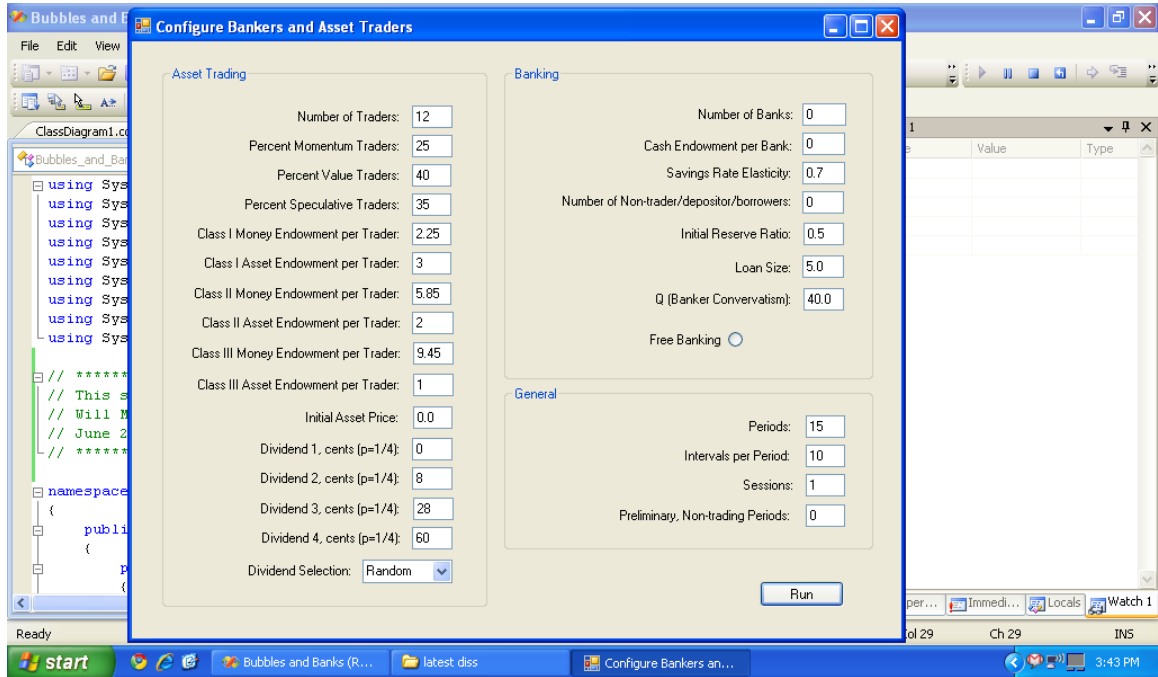 Bubbles and B
Configure Bankers and Asset Traders
File Edit View
ClassDiagram1.cd
Bubbles_and_Ban
using Sys
using Sys
using Sys
using Sys
using Sys
using Sys
using Sys
using Sys
using Sys
// ******
// This s
// Will M
// June 2
// ******
namespace
{
publi
{
p
{
Asset Trading
Number of Traders: 12
Percent Momentum Traders: 25
Percent Value Traders: 40
Percent Speculative Traders: 35
Class I Money Endowment per Trader: 2.25
Class I Asset Endowment per Trader: 3
Class II Money Endowment per Trader: 5.85
Class II Asset Endowment per Trader: 2
Class III Money Endowment per Trader: 9.45
Class III Asset Endowment per Trader: 1
Initial Asset Price: 0.0
Dividend 1, cents (p=1/4): 0
Dividend 2, cents (p=1/4): 8
Dividend 3, cents (p=1/4): 28
Dividend 4, cents (p=1/4): 60
Dividend Selection: Random
Banking
Number of Banks: 0
Cash Endowment per Bank: 0
Savings Rate Elasticity: 0.7
Number of Non-trader/depositor/borrowers: 0
Initial Reserve Ratio: 0.5
Loan Size: 5.0
Q (Banker Convervatism): 40.0
Free Banking
General
Periods: 15
Intervals per Period: 10
Sessions: 1
Preliminary, Non-trading Periods: 0
Run
1
e Value Type
per... Immedi... Locals Watch 1
Ready
Col 29 Ch 29 INS
start Bubbles and Banks (R... latest diss Configure Bankers an... 3:43 PM